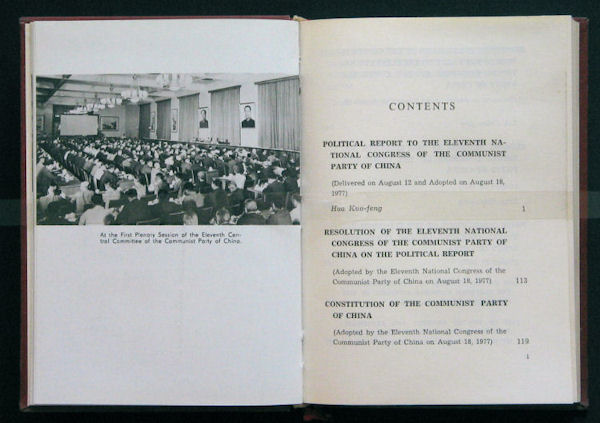 At the First Plenary Session of the Eleventh Cen-
tral Committee of the Communist Party of China.
CONTENTS
POLITICAL REPORT TO THE ELEVENTH NA-
TIONAL CONGRESS OF THE COMMUNIST
PARTY OF CHINA
(Delivered on August 12 and Adopted on August 18,
1977)
Hua Kuo-feng 1
RESOLUTION OF THE ELEVENTH NATIONAL
CONGRESS OF THE COMMUNIST PARTY OF
CHINA ON THE POLITICAL REPORT
(Adopted by the Eleventh National Congress of the
Communist Party of China on August 18, 1977) 113
CONSTITUTION OF THE COMMUNIST PARTY
OF CHINA
(Adopted by the Eleventh National Congress of the
Communist Party of China on August 18, 1977) 119
i